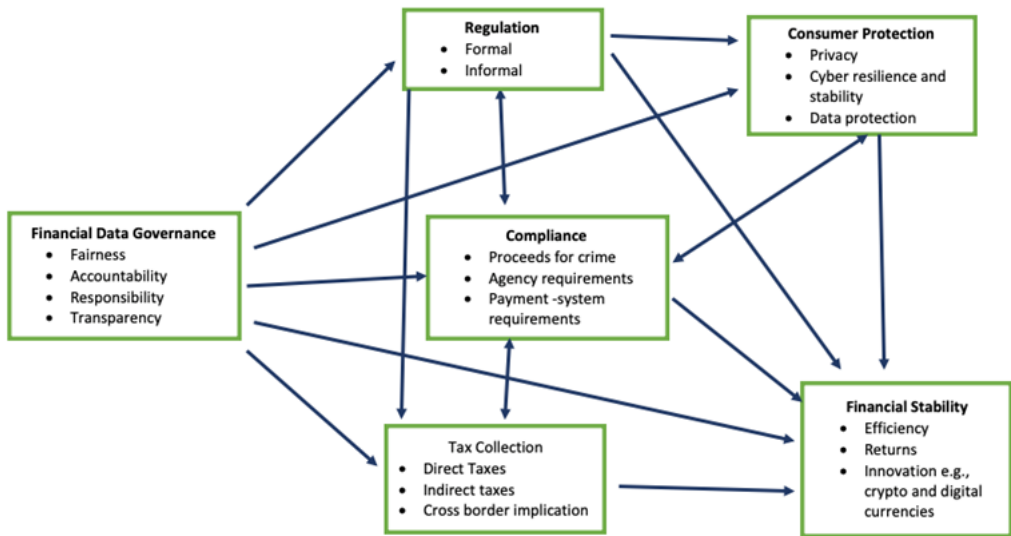 Regulation
• Formal
• Informal
Consumer Protection
• Privacy
• Cyber resilience and
stability
• Data protection
Financial Data Governance
• Fairness
• Accountability
• Responsibility
• Transparency
Compliance
• Proceeds for crime
• Agency requirements
• Payment -system
requirements
Tax Collection
• Direct Taxes
• Indirect taxes
• Cross border implication
Financial Stability
• Efficiency
• Returns
• Innovation e.g.,
crypto and digital
currencies